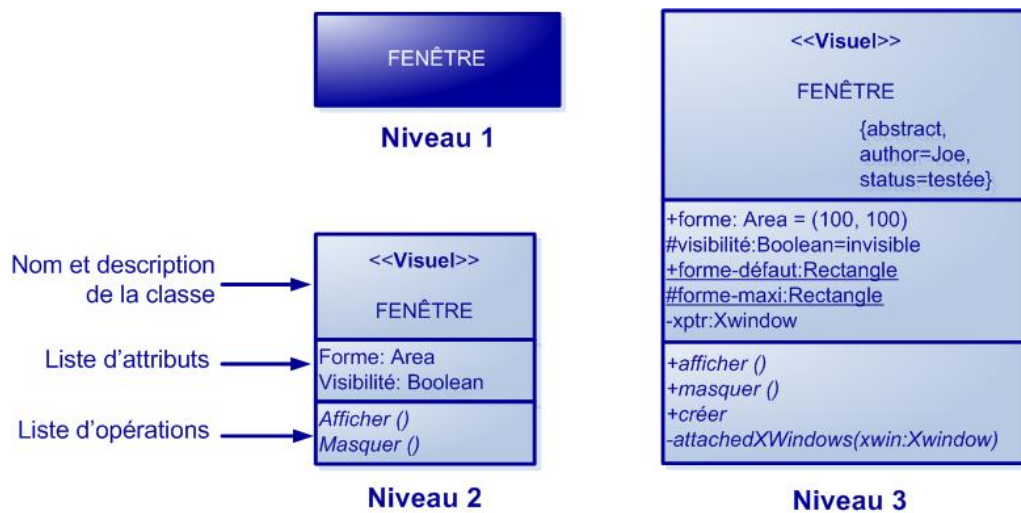 FENÊTRE
Niveau 1
Nom et description
de la classe
Liste d'attributs
Liste d'opérations
<<Visuel>>
FENÊTRE
Forme: Area
Visibilité: Boolean
Afficher ()
Masquer ()
Niveau 2
<<Visuel>>
FENÊTRE
{abstract,
author=Joe,
status=testée}
+forme: Area = (100, 100)
#visibilité:Boolean=invisible
+forme-défaut:Rectangle
#forme-maxi:Rectangle
-xptr:Xwindow
+afficher ()
+masquer ()
+créer
-attachedXWindows(xwin:Xwindow)
Niveau 3